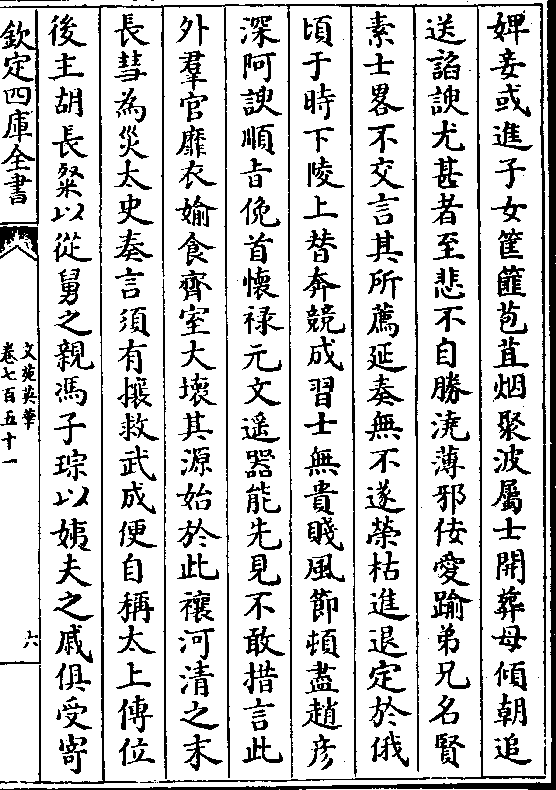 婢妾或進子女筐篚苞苴烟聚波屬士開葬母傾朝追
送諂諛尤甚者至悲不自勝澆薄邪佞愛踰弟兄名賢
素士畧不交言其所薦延奏無不遂榮枯進退定於俄
頃于時下陵上替奔競成習士無貴賤風節頓盡趙彦
深阿諛順㫖俛首懐禄元文遥器能先見不敢措言此
外羣官靡衣媮食齊室大壊其源始於此禳河清之末
長彗為災太史奏言須有攘救武成便自稱太上傳位
後主胡長粲以從舅之親馮子琮以姨夫之戚俱受寄
欽定四庫全書
文苑英華
卷七百五十一
六